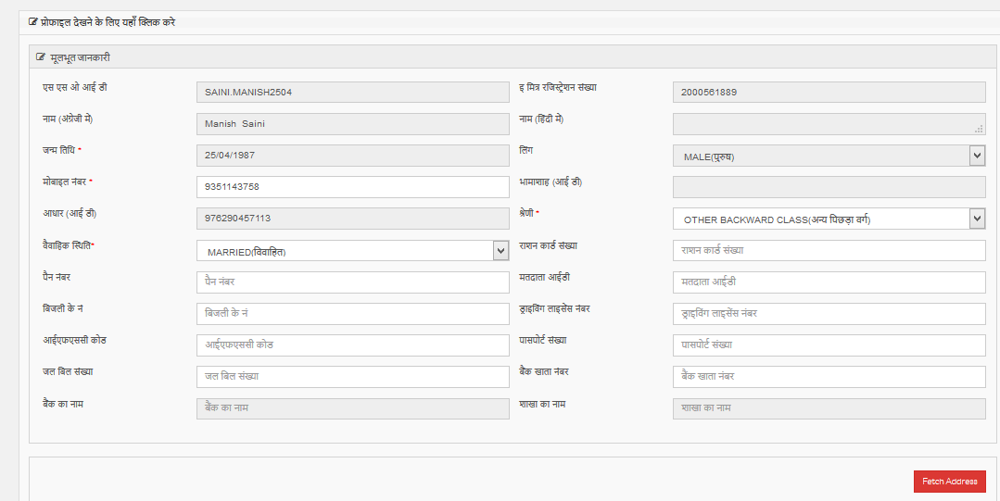 प्रोफाइल देखने के लिए यहाँ क्लिक करे
मूलभूत जानकारी
एस एस ओ आई डी SAINI.MANISH2504 इ मित्र रजिस्ट्रेशन संख्या 2000561889
नाम (अंग्रेजी में) Manish Saini नाम (हिंदी में)
जन्म तिथि * 25/04/1987 लिंग MALE(पुरुष)
मोबाइल नंबर * 9351143758 भामाशाह (आई डी)
आधार (आई डी) 976290457113 श्रेणी * OTHER BACKWARD CLASS(अन्य पिछड़ा वर्ग)
वैवाहिक स्थिति* MARRIED(विवाहित) राशन कार्ड संख्या राशन कार्ड संख्या
पैन नंबर पैन नंबर मतदाता आईडी मतदाता आईडी
बिजली के नं बिजली के नं ड्राइविंग लाइसेंस नंबर ड्राइविंग लाइसेंस नंबर
आईएफएससी कोड आईएफएससी कोड पासपोर्ट संख्या पासपोर्ट संख्या
जल बिल संख्या जल बिल संख्या बैंक खाता नंबर बैंक खाता नंबर
बैंक का नाम बैंक का नाम शाखा का नाम शाखा का नाम
Fetch Address